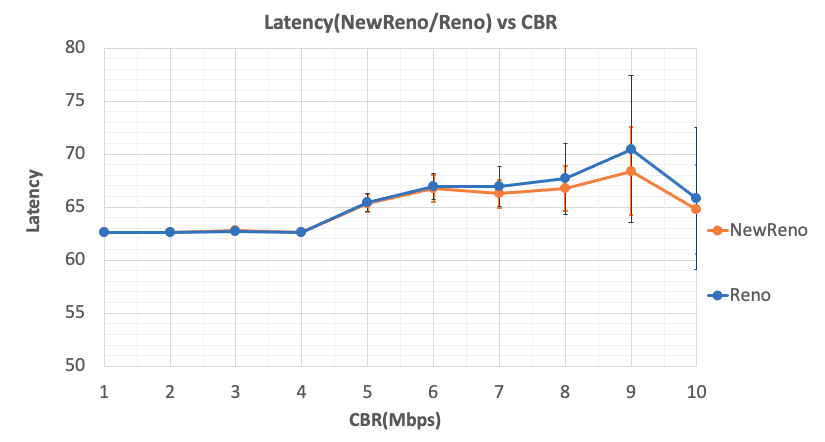 Latency(NewReno/Reno) vs CBR
80
75
70
65
60
55
50
Latency
1 2 3 4 5 6 7 8 9 10
CBR(Mbps)
NewReno
Reno